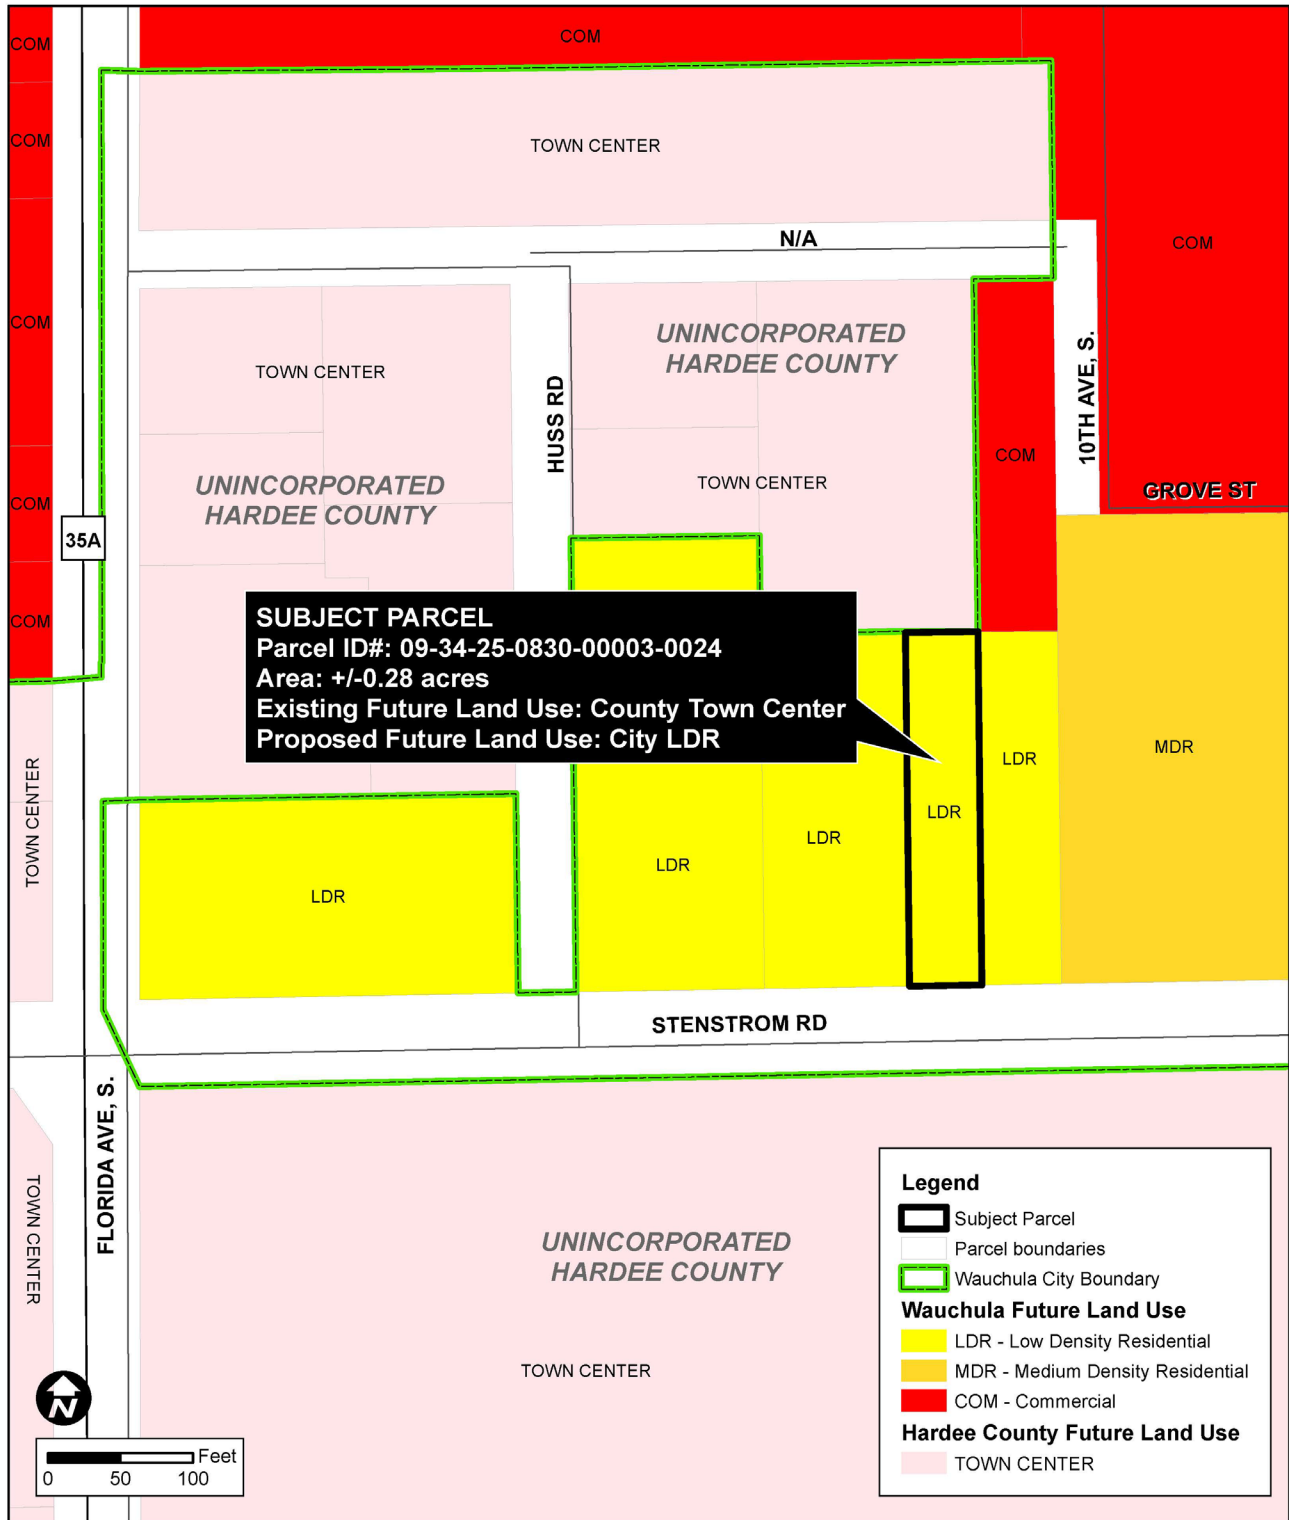 COM
COM
COM
TOWN CENTER
N/A
COM
COM
UNINCORPORATED
HARDEE COUNTY
TOWN CENTER
HUSS RD
10TH AVE, S.
COM
TOWN CENTER
UNINCORPORATED
HARDEE COUNTY
GROVE ST
COM
35A
COM
SUBJECT PARCEL
Parcel ID#: 09-34-25-0830-00003-0024
Area: +/-0.28 acres
Existing Future Land Use: County Town Center
Proposed Future Land Use: City LDR
TOWN CENTER
LDR
MDR
LDR
LDR
LDR
LDR
STENSTROM RD
FLORIDA AVE, S.
TOWN CENTER
UNINCORPORATED
HARDEE COUNTY
TOWN CENTER
N
Feet
0 50 100
Legend
Subject Parcel
Parcel boundaries
Wauchula City Boundary
Wauchula Future Land Use
LDR - Low Density Residential
MDR - Medium Density Residential
COM - Commercial
Hardee County Future Land Use
TOWN CENTER